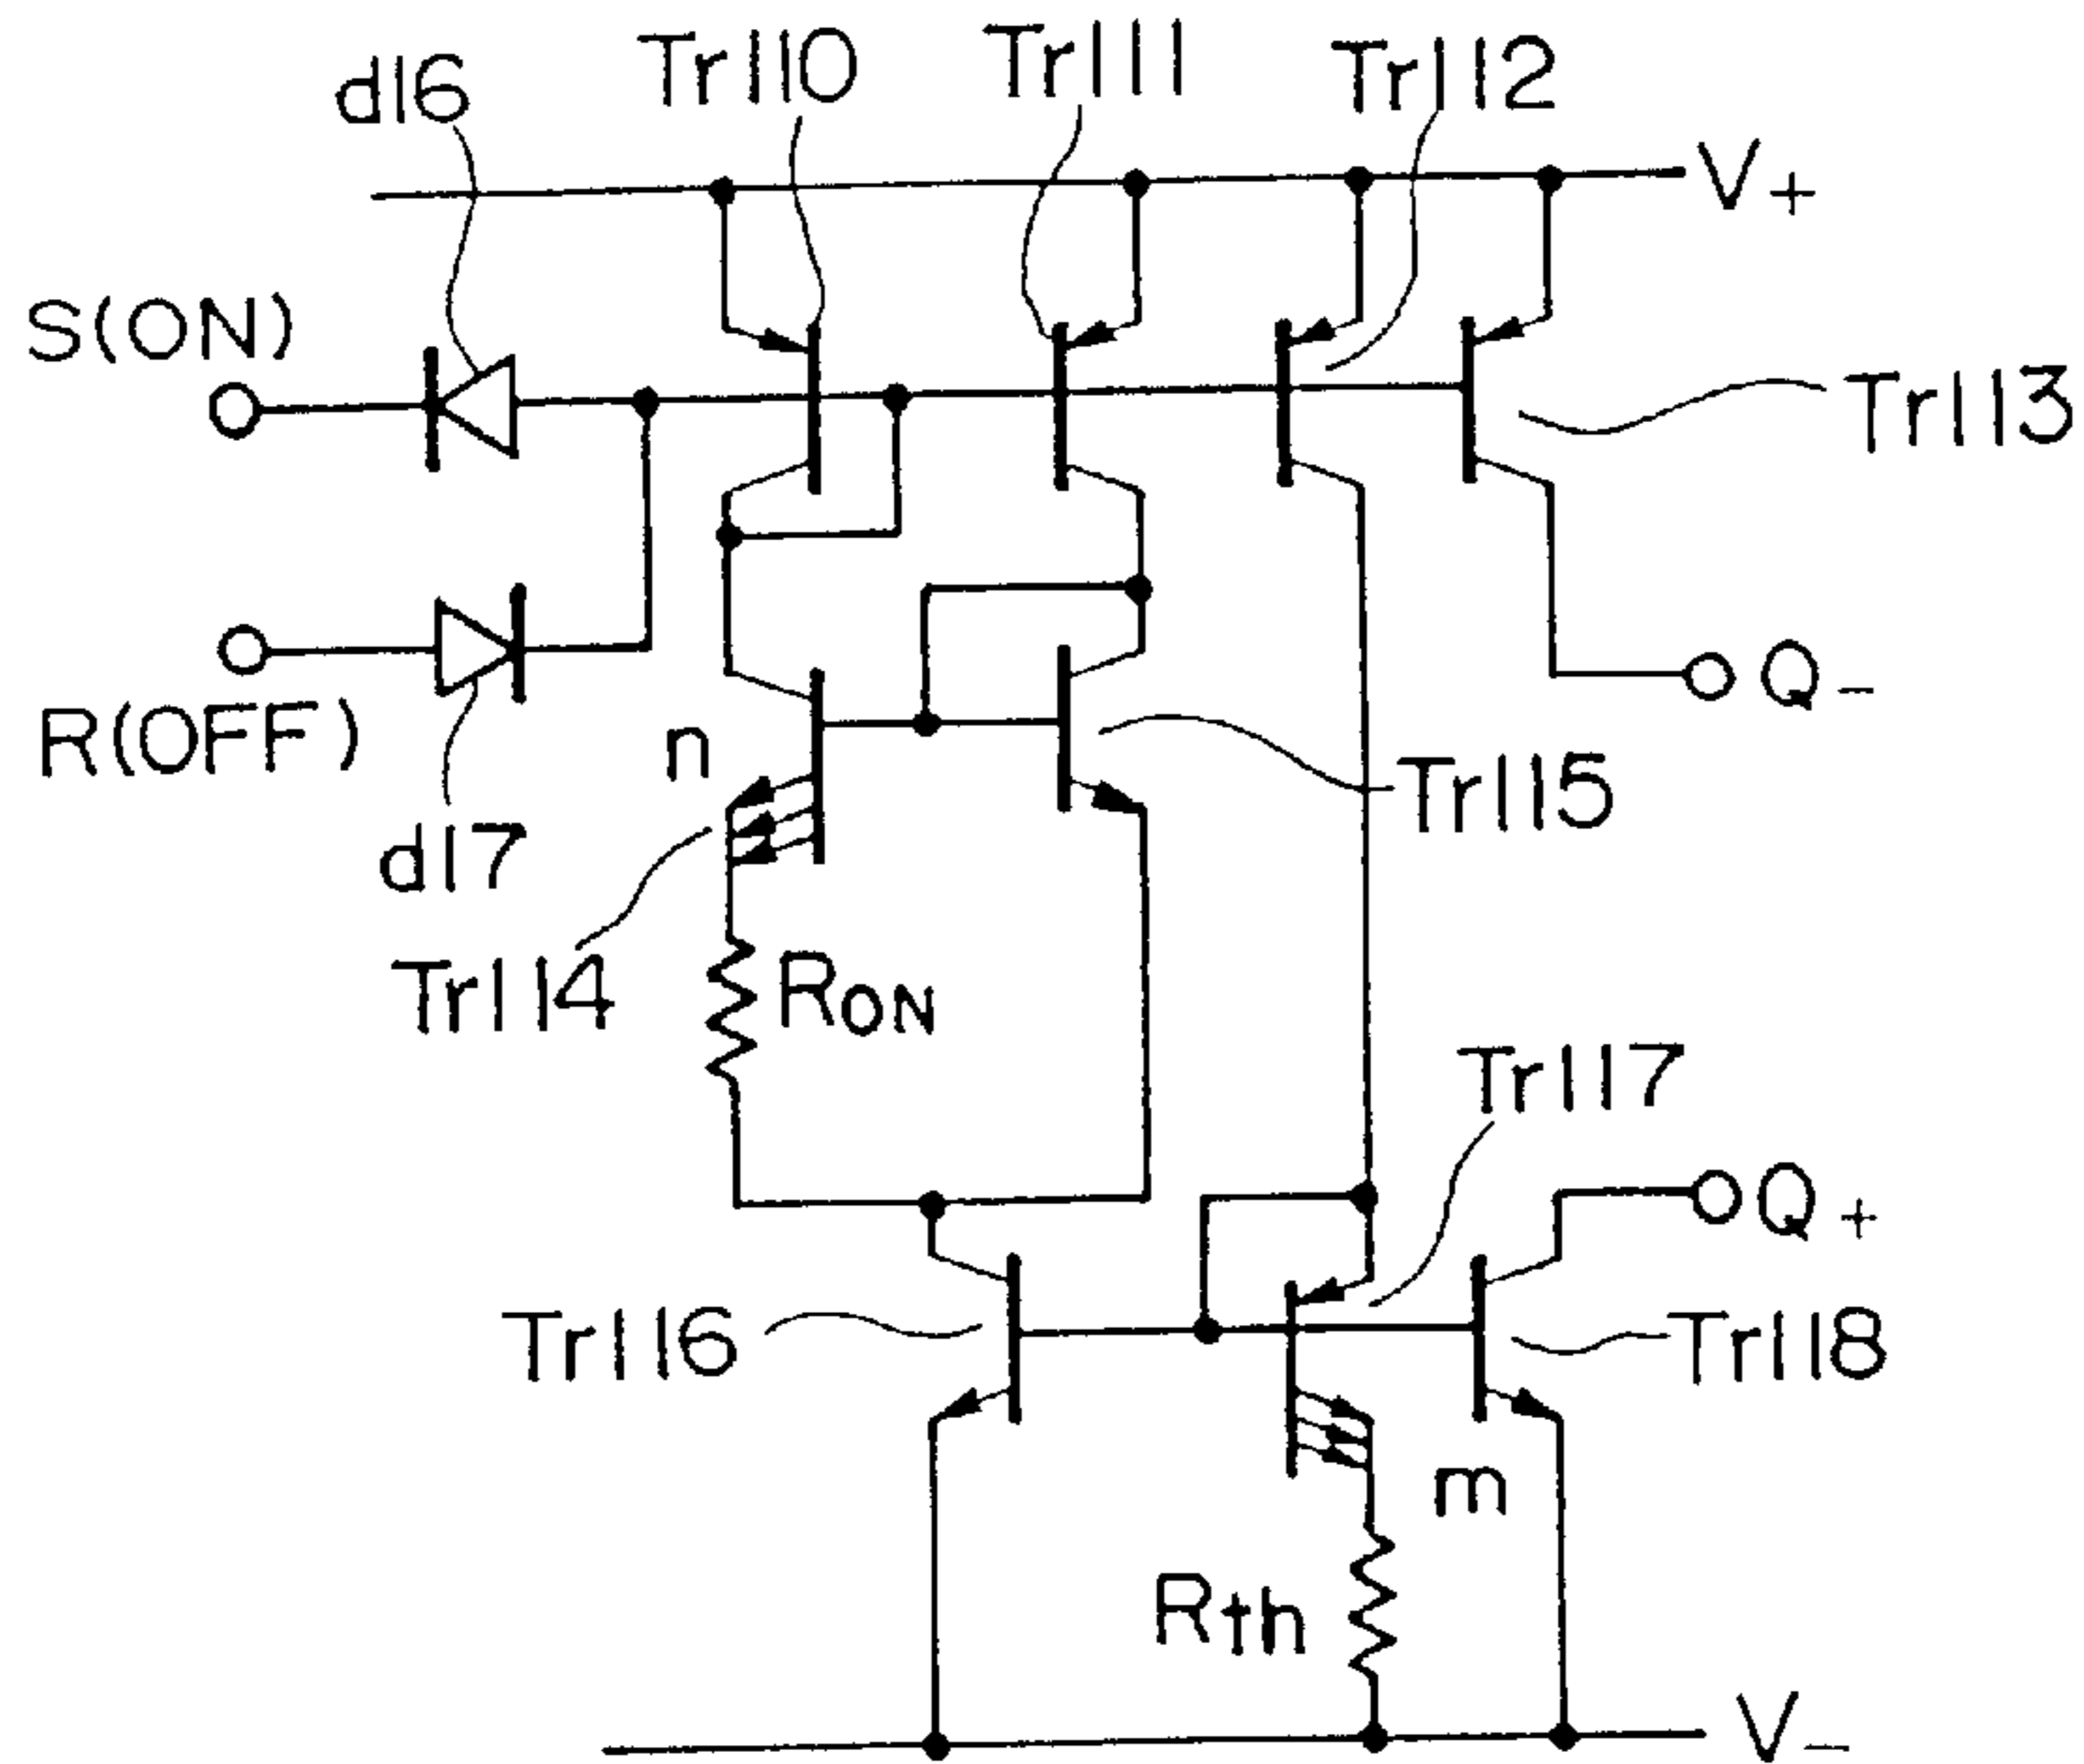 d16
Tr110
Tr111
Tr112
V+
S(ON)
Tr113
R(OFF)
n
Q-
Tr115
d17
Tr114
RON
Tr117
Q+
Tr116
Tr118
m
Rth
V-